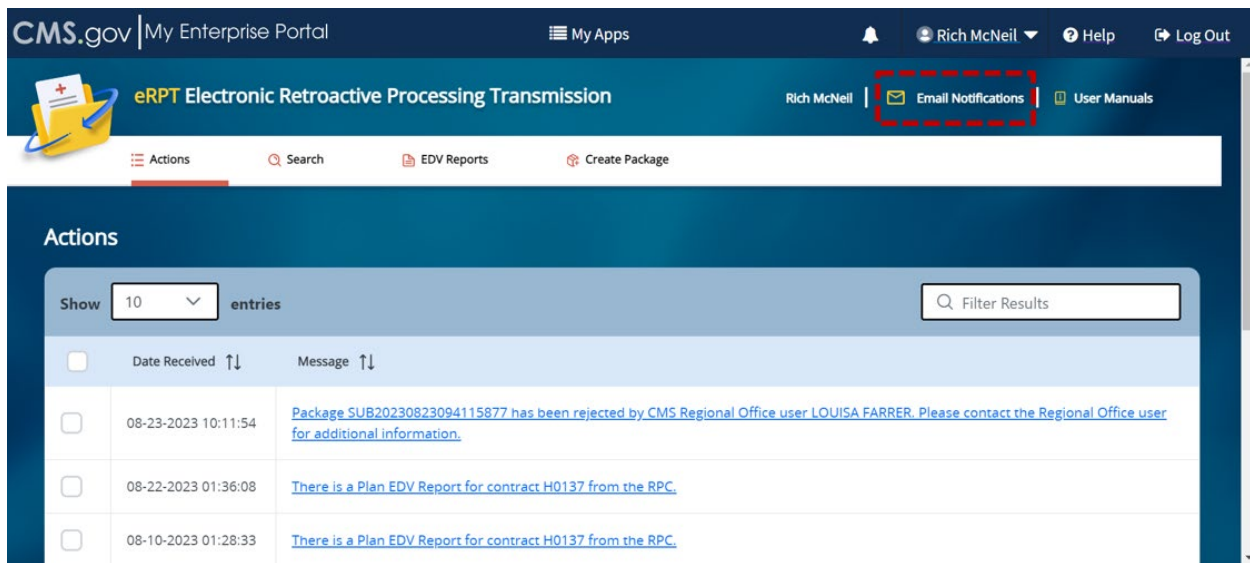 CMS.gov | My Enterprise Portal My Apps Rich McNeil Help Log Out
eRPT Electronic Retroactive Processing Transmission Rich McNeil | Email Notifications | User Manuals
Actions Search EDV Reports Create Package
Actions
Show 10 entries Filter Results
Date Received Message
08-23-2023 10:11:54 Package SUB20230823094115877 has been rejected by CMS Regional Office user LOUISA FARRER. Please contact the Regional Office user
for additional information.
08-22-2023 01:36:08 There is a Plan EDV Report for contract H0137 from the RPC.
08-10-2023 01:28:33 There is a Plan EDV Report for contract H0137 from the RPC.